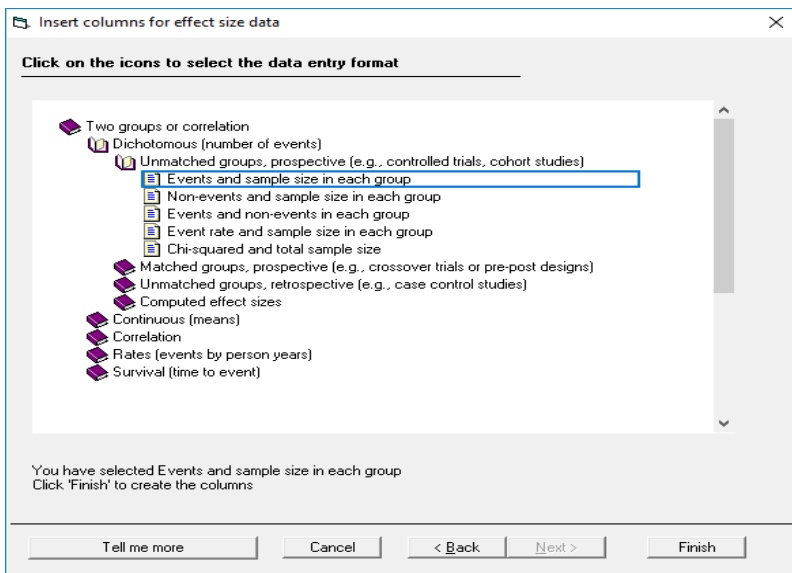 Insert columns for effect size data
Click on the icons to select the data entry format
Two groups or correlation
Dichotomous (number of events)
Unmatched groups, prospective (e.g., controlled trials, cohort studies)
Events and sample size in each group
Non-events and sample size in each group
Events and non-events in each group
Event rate and sample size in each group
Chi-squared and total sample size
Matched groups, prospective (e.g., crossover trials or pre-post designs)
Unmatched groups, retrospective (e.g., case control studies)
Computed effect sizes
Continuous (means)
Correlation
Rates (events by person years)
Survival (time to event)
You have selected Events and sample size in each group
Click 'Finish' to create the columns
Tell me more Cancel < Back Next > Finish